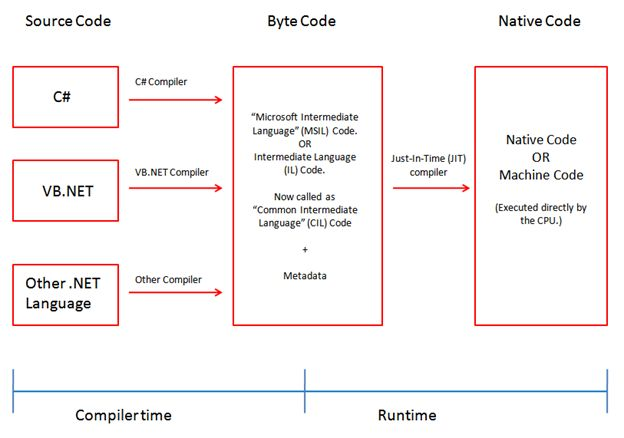 Source Code
Byte Code
Native Code
C#
C# Compiler
VB.NET
VB.NET Compiler
Other .NET
Language
Other Compiler
“Microsoft Intermediate
Language” (MSIL) Code.
OR
Intermediate Language
(IL) Code.
Now called as
“Common Intermediate
Language” (CIL) Code
+
Metadata
Just-In-Time (JIT)
compiler
Native Code
OR
Machine Code
(Executed directly by
the CPU.)
Compiler time
Runtime